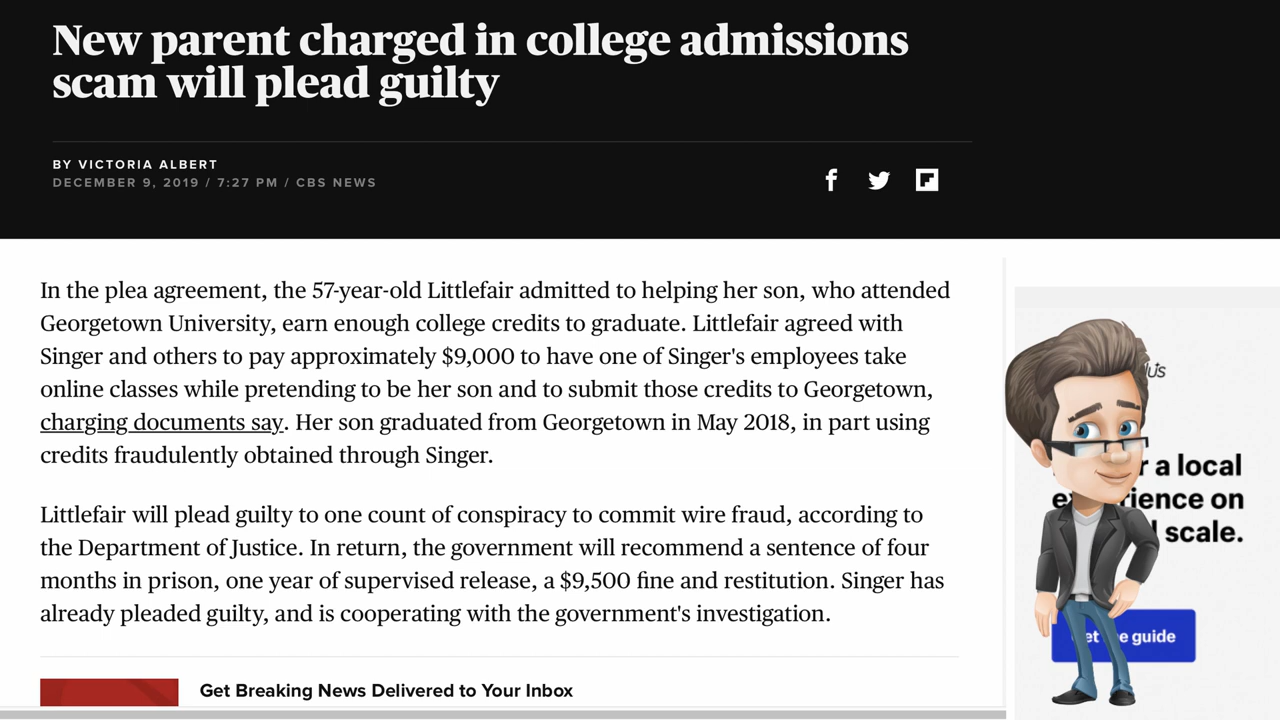 New parent charged in college admissions
scam will plead guilty
BY VICTORIA ALBERT
DECEMBER 9, 2019 / 7:27 PM / CBS NEWS
In the plea agreement, the 57-year-old Littlefair admitted to helping her son, who attended
Georgetown University, earn enough college credits to graduate. Littlefair agreed with
Singer and others to pay approximately $9,000 to have one of Singer's employees take
online classes while pretending to be her son and to submit those credits to Georgetown,
charging documents say. Her son graduated from Georgetown in May 2018, in part using
credits fraudulently obtained through Singer.
Littlefair will plead guilty to one count of conspiracy to commit wire fraud, according to
the Department of Justice. In return, the government will recommend a sentence of four
months in prison, one year of supervised release, a $9,500 fine and restitution. Singer has
already pleaded guilty, and is cooperating with the government's investigation.
Get Breaking News Delivered to Your Inbox
a local
on
scale.
guide